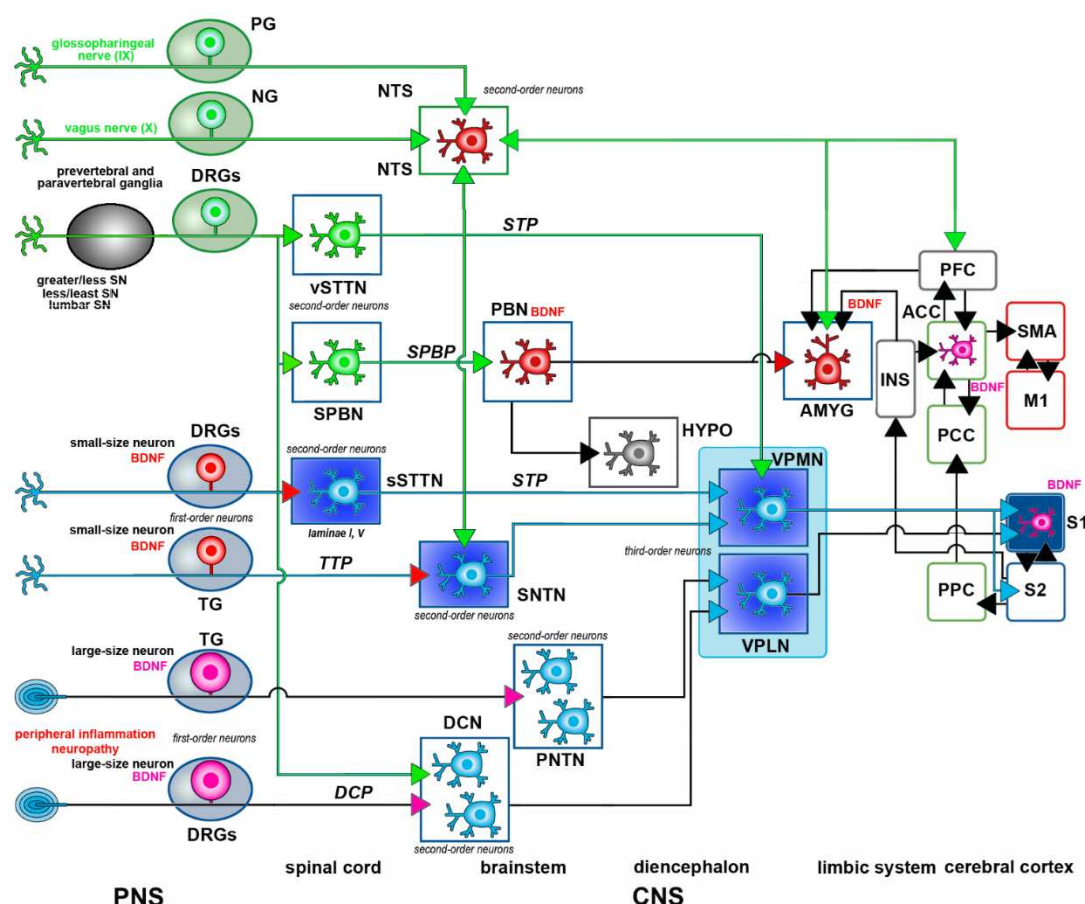 PG
glossopharingeal
nerve (IX)
NG
NTS
second-order neurons
vagus nerve (X)
NTS
prevertebral and
paravertebral ganglia
DRGs
STP
greater/less SN
less/least SN
lumbar SN
vSTTN
second-order neurons
PFC
PBN BDNF
BDNF
ACC
SMA
SPBP
INS
BDNF
M1
SPBN
AMYG
PCC
HYPO
DRGs
small-size neuron
BDNF
second-order neurons
sSTTN
STP
VPMN
BDNF
S1
first-order neurons
laminae I, V
small-size neuron
BDNF
TTP
third-order neurons
TG
SNTN
second-order neurons
PPC
S2
TG
large-size neuron
BDNF
second-order neurons
VPLN
DCN
PNTN
peripheral inflammation
neuropathy
first-order neurons
large-size neuron
BDNF
DCP
DRGs
second-order neurons
spinal cord
brainstem
diencephalon
limbic system
cerebral cortex
PNS
CNS